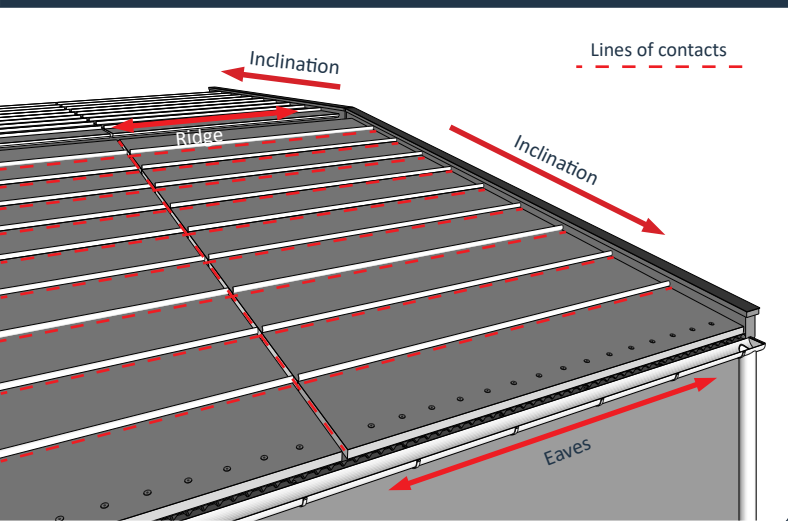 Inclination
Lines of contacts
Ridge
Inclination
Eaves